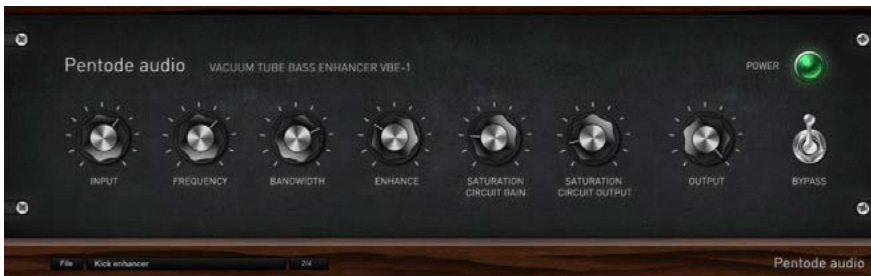 Pentode audio VACUUM TUBE BASS ENHANCER VBE-1
POWER
INPUT FREQUENCY BANDWIDTH ENHANCE SATURATION CIRCUIT GAIN SATURATION CIRCUIT OUTPUT OUTPUT BYPASS
File Kick enhancer 2/4
Pentode audio